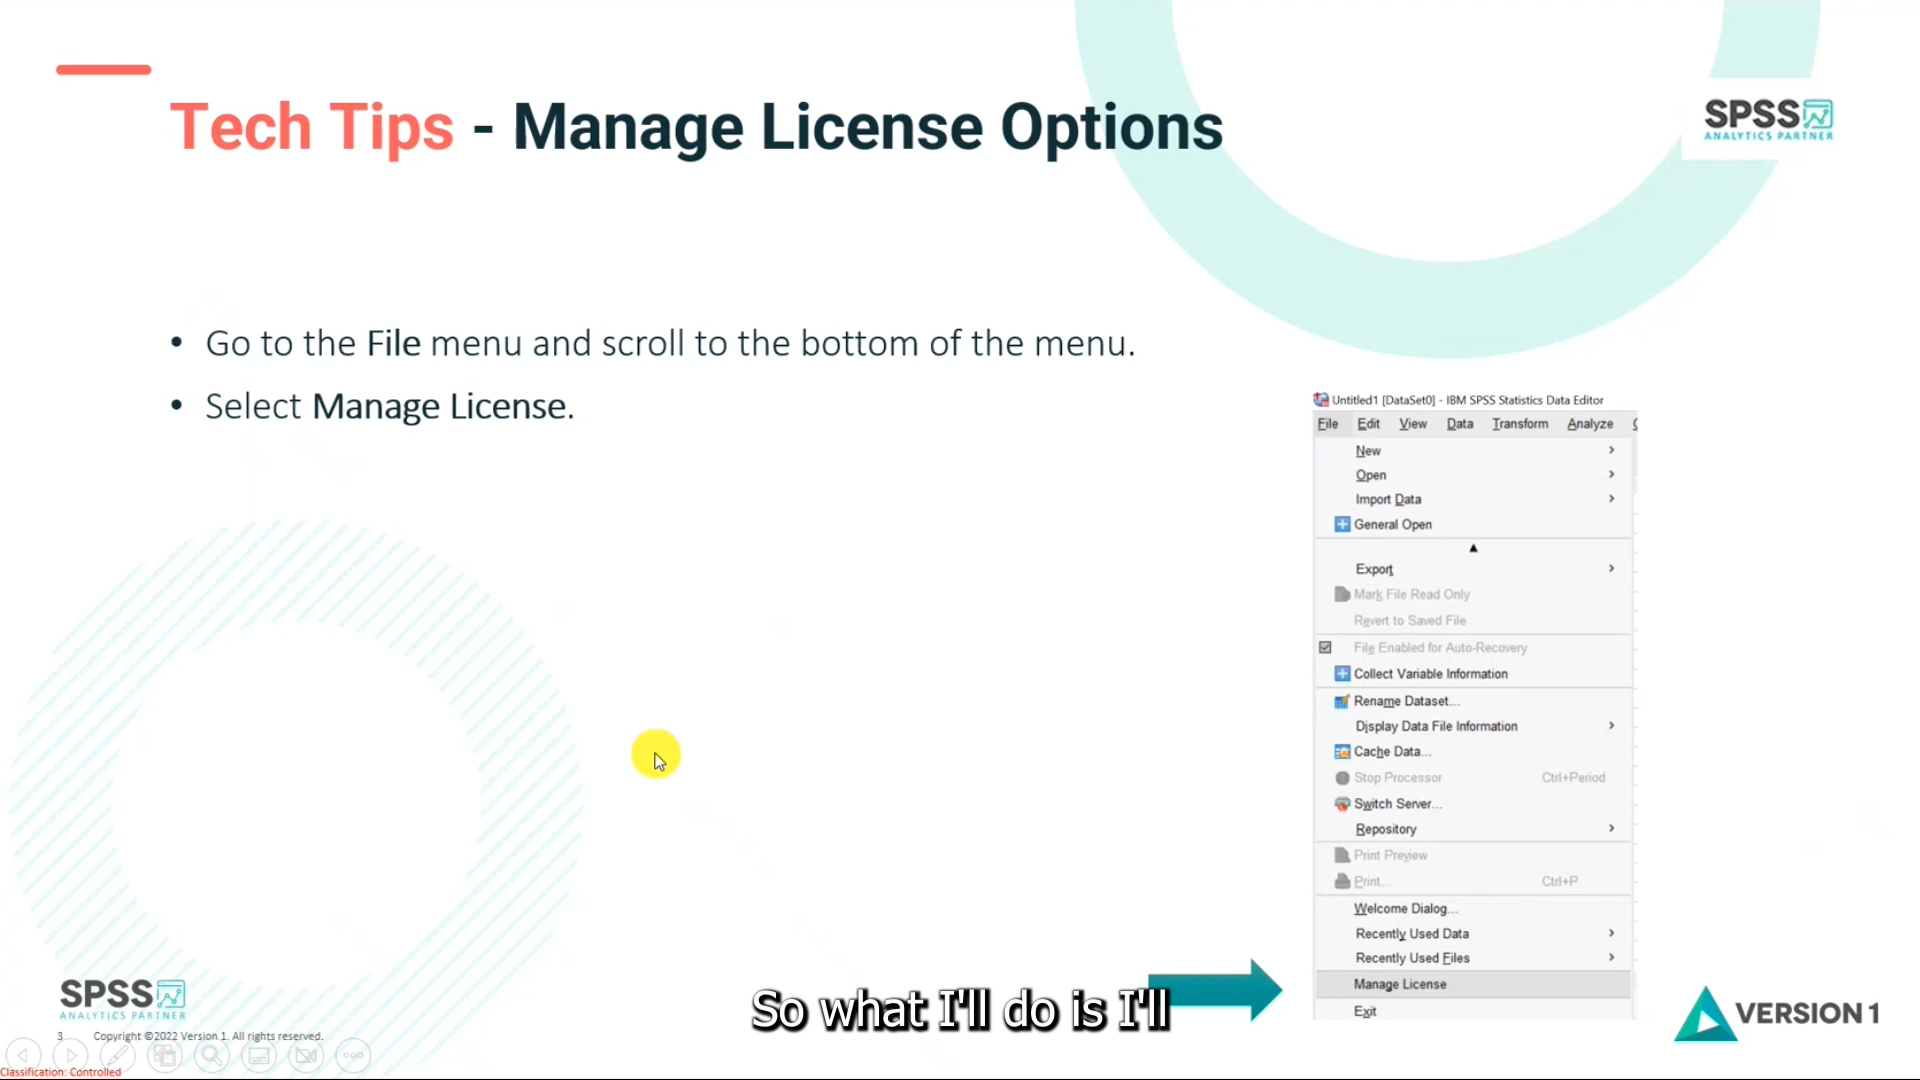 Tech Tips - Manage License Options
SPSS
ANALYTICS PARTNER
• Go to the File menu and scroll to the bottom of the menu.
• Select Manage License.
Untitled1 [DataSet0] - IBM SPSS Statistics Data Editor
File Edit View Data Transform Analyze
New
Open
Import Data
General Open
Export
Mark File Read Only
Revert to Saved File
File Enabled for Auto-Recovery
Collect Variable Information
Rename Dataset...
Display Data File Information
Cache Data...
Stop Processor Ctrl+Period
Switch Server...
Repository
Print Preview
Print... Ctrl+P
Welcome Dialog...
Recently Used Data
Recently Used Files
Manage License
Exit
So what I'll do is I'll
SPSS
ANALYTICS PARTNER
VERSION 1
3 Copyright ©2022 Version 1. All rights reserved.
Classification: Controlled